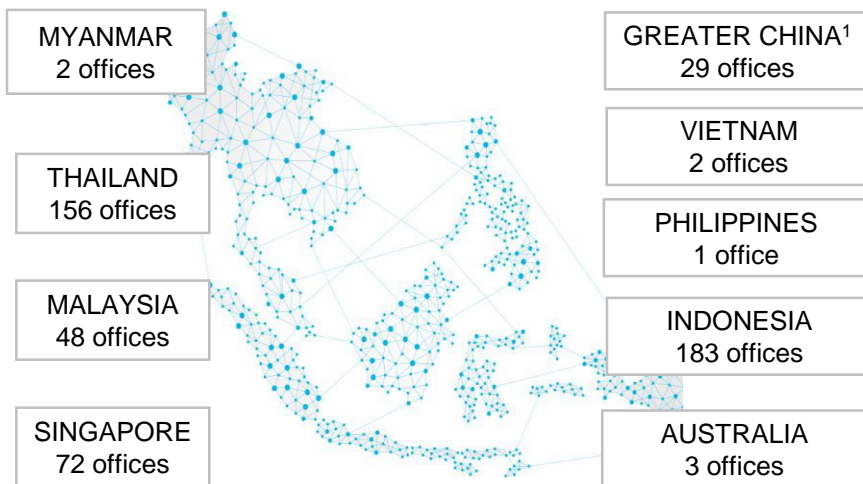 MYANMAR
2 offices
THAILAND
156 offices
MALAYSIA
48 offices
SINGAPORE
72 offices
GREATER CHINA¹
29 offices
VIETNAM
2 offices
PHILIPPINES
1 office
INDONESIA
183 offices
AUSTRALIA
3 offices